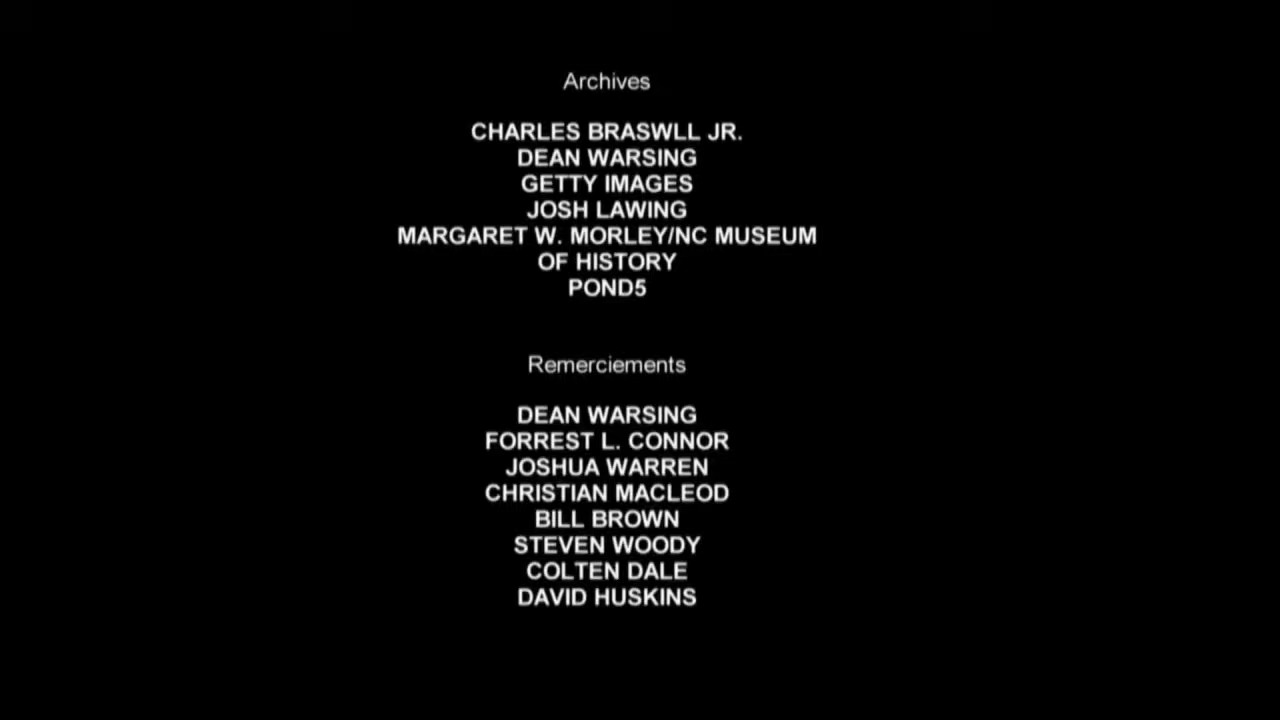 Archives
CHARLES BRASWLL JR.
DEAN WARSING
GETTY IMAGES
JOSH LAWING
MARGARET W. MORLEY/NC MUSEUM
OF HISTORY
POND5
Remerciements
DEAN WARSING
FORREST L. CONNOR
JOSHUA WARREN
CHRISTIAN MACLEOD
BILL BROWN
STEVEN WOODY
COLTEN DALE
DAVID HUSKINS